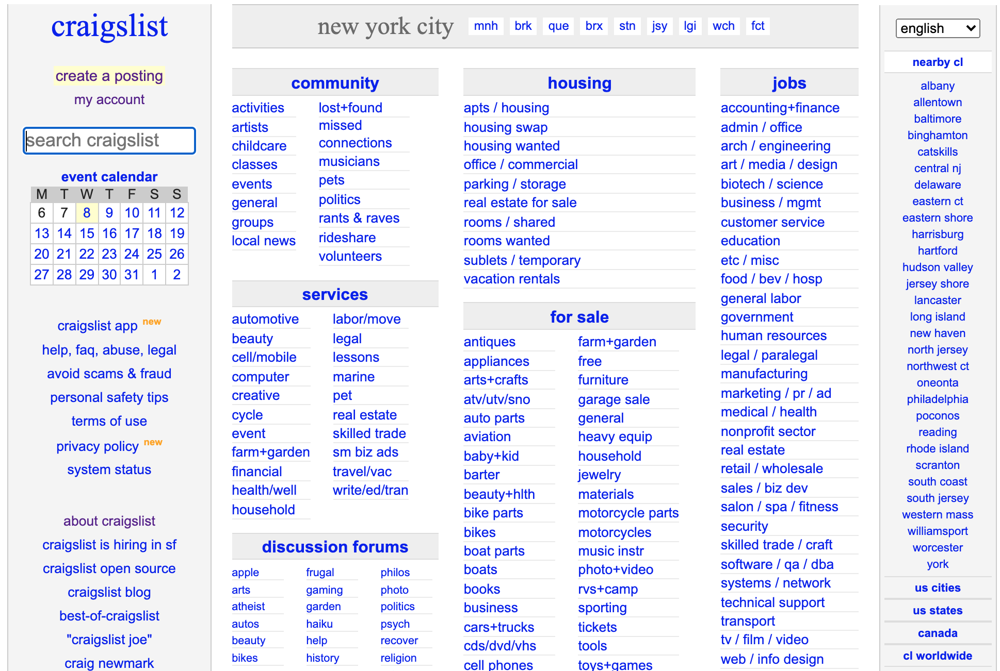 craigslist
create a posting
my account
search craigslist
event calendar
M T W T F S S
6 7 8 9 10 11 12
13 14 15 16 17 18 19
20 21 22 23 24 25 26
27 28 29 30 31 1 2
craigslist app new
help, faq, abuse, legal
avoid scams & fraud
personal safety tips
terms of use
privacy policy new
system status
about craigslist
craigslist is hiring in sf
craigslist open source
craigslist blog
best-of-craigslist
"craigslist joe"
craig newmark
new york city mnh brk que brx stn jsy lgi wch fct
community
activities
artists
childcare
classes
events
general
groups
local news
lost+found
missed
connections
musicians
pets
politics
rants & raves
rideshare
volunteers
services
automotive
beauty
cell/mobile
computer
creative
cycle
event
farm+garden
financial
health/well
household
labor/move
legal
lessons
marine
pet
real estate
skilled trade
sm biz ads
travel/vac
write/ed/tran
discussion forums
apple
arts
atheist
autos
beauty
bikes
frugal
gaming
garden
haiku
help
history
philos
photo
politics
psych
recover
religion
housing
apts / housing
housing swap
housing wanted
office / commercial
parking / storage
real estate for sale
rooms / shared
rooms wanted
sublets / temporary
vacation rentals
for sale
antiques
appliances
arts+crafts
atv/utv/sno
auto parts
aviation
baby+kid
barter
beauty+hlth
bike parts
bikes
boat parts
boats
books
business
cars+trucks
cds/dvd/vhs
cell phones
farm+garden
free
furniture
garage sale
general
heavy equip
household
jewelry
materials
motorcycle parts
motorcycles
music instr
photo+video
rvs+camp
sporting
tickets
tools
toys+games
jobs
accounting+finance
admin / office
arch / engineering
art / media / design
biotech / science
business / mgmt
customer service
education
etc / misc
food / bev / hosp
general labor
government
human resources
legal / paralegal
manufacturing
marketing / pr / ad
medical / health
nonprofit sector
real estate
retail / wholesale
sales / biz dev
salon / spa / fitness
security
skilled trade / craft
software / qa / dba
systems / network
technical support
transport
tv / film / video
web / info design
english
nearby cl
albany
allentown
baltimore
binghamton
catskills
central nj
delaware
eastern ct
eastern shore
harrisburg
hartford
hudson valley
jersey shore
lancaster
long island
new haven
north jersey
northwest ct
oneonta
philadelphia
poconos
reading
rhode island
scranton
south coast
south jersey
western mass
williamsport
worcester
york
us cities
us states
canada
cl worldwide